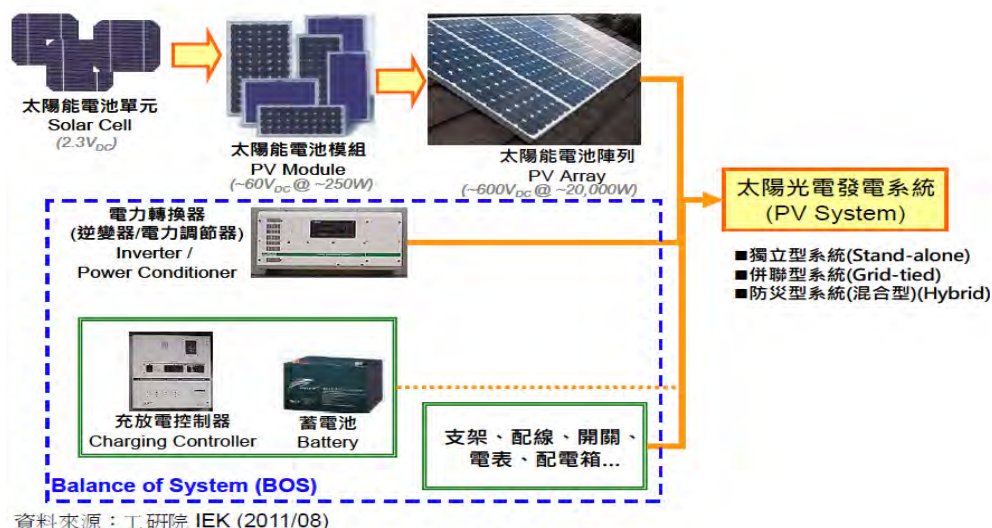 太陽能電池單元
Solar Cell
(2.3VDC)
太陽能電池模組
PV Module
(~60VDC @ ~250W)
太陽能電池陣列
PV Array
(~600VDC @ ~20,000W)
電力轉換器
(逆變器/電力調節器)
Inverter /
Power Conditioner
太陽光電發電系統
(PV System)
■獨立型系統(Stand-alone)
■併聯型系統(Grid-tied)
■防災型系統(混合型)(Hybrid)
充放電控制器
Charging Controller
蓄電池
Battery
支架、配線、開關、
電表、配電箱...
Balance of System (BOS)
資料來源：工研院 IEK (2011/08)